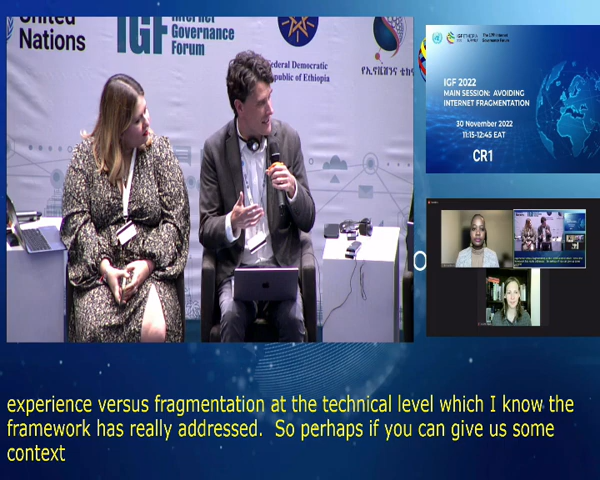 United
Nations
IGF Internet
Governance
Forum
Federal Democratic
Republic of Ethiopia
IGF 2022
MAIN SESSION: AVOIDING
INTERNET FRAGMENTATION
30 November 2022
11:15-12:45 EAT
CR1
experience versus fragmentation at the technical level which I know the
framework has really addressed.  So perhaps if you can give us some
context